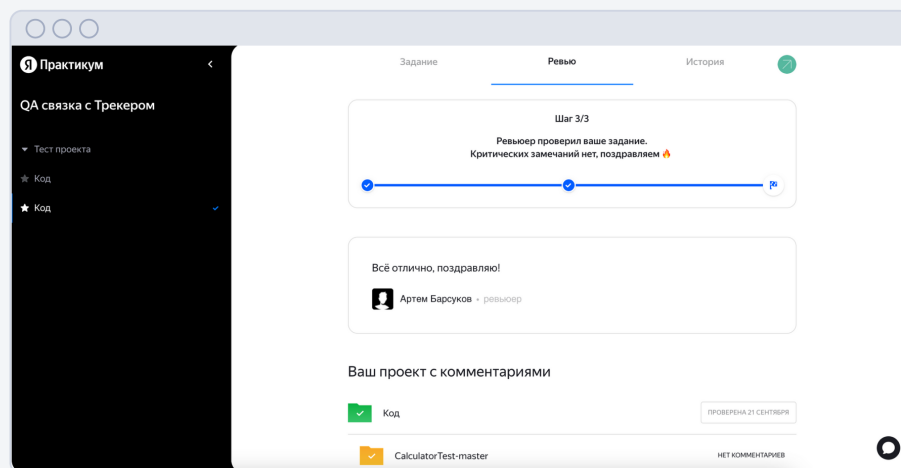 Я Практикум
QA связка с Трекером
Тест проекта
Код
Код
Задание
Ревью
История
Шаг 3/3
Ревьюер проверил ваше задание.
Критических замечаний нет, поздравляем 🔥
Всё отлично, поздравляю!
Артем Барсуков • ревьюер
Ваш проект с комментариями
Код
ПРОВЕРЕНА 21 СЕНТЯБРЯ
CalculatorTest-master
НЕТ КОММЕНТАРИЕВ